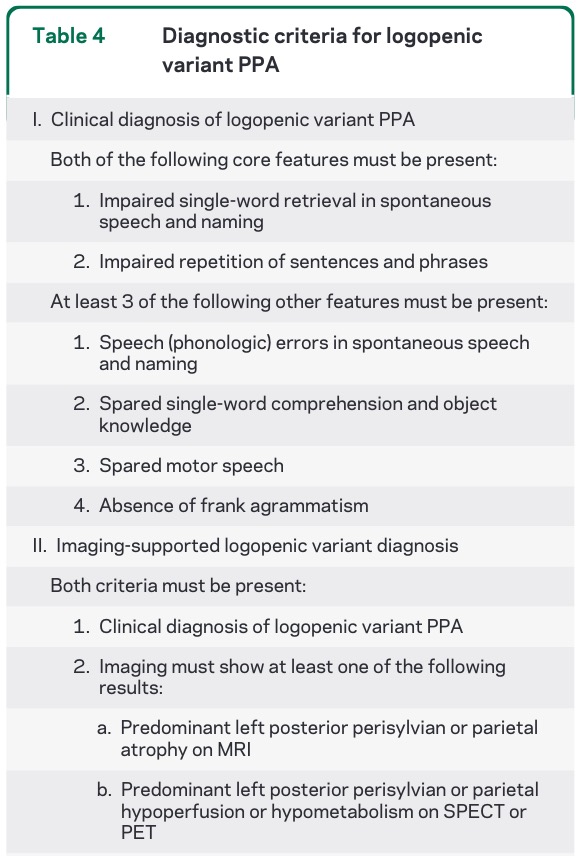 Table 4 Diagnostic criteria for logopenic
variant PPA
I. Clinical diagnosis of logopenic variant PPA
Both of the following core features must be present:
1. Impaired single-word retrieval in spontaneous
speech and naming
2. Impaired repetition of sentences and phrases
At least 3 of the following other features must be present:
1. Speech (phonologic) errors in spontaneous speech
and naming
2. Spared single-word comprehension and object
knowledge
3. Spared motor speech
4. Absence of frank agrammatism
II. Imaging-supported logopenic variant diagnosis
Both criteria must be present:
1. Clinical diagnosis of logopenic variant PPA
2. Imaging must show at least one of the following
results:
a. Predominant left posterior perisylvian or parietal
atrophy on MRI
b. Predominant left posterior perisylvian or parietal
hypoperfusion or hypometabolism on SPECT or
PET